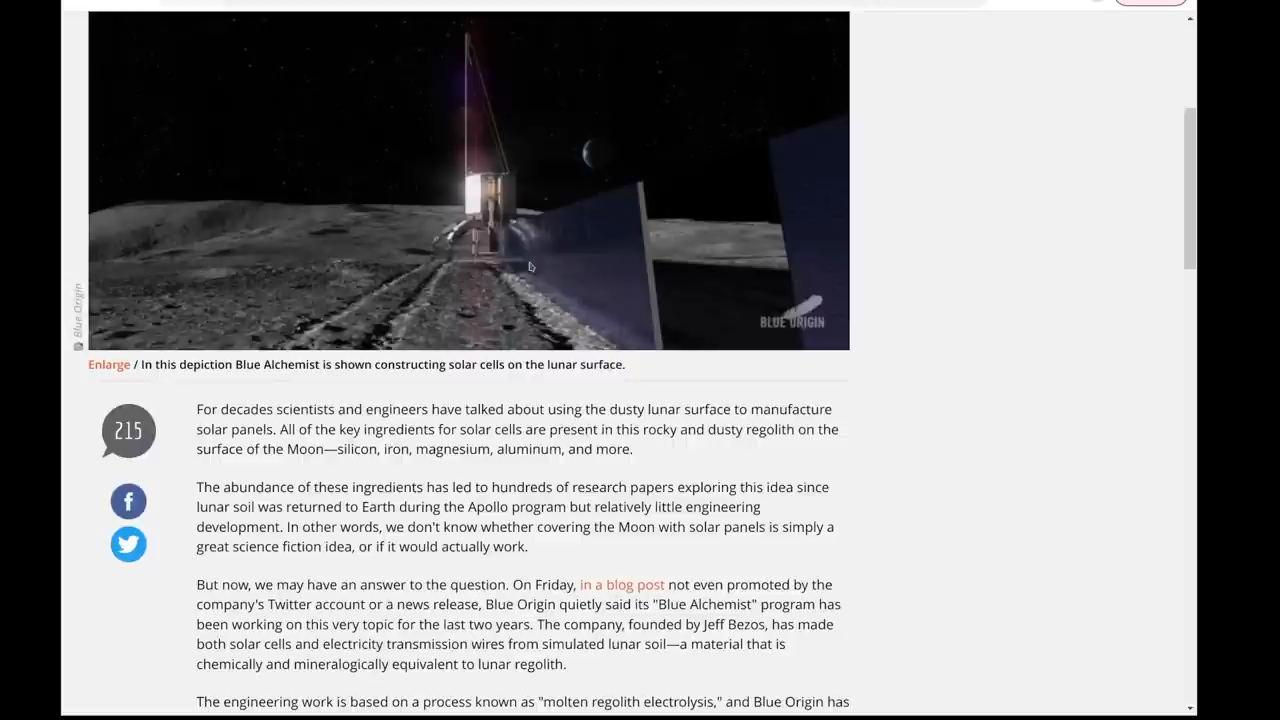 BLUE ORIGIN
Blue Origin
Enlarge / In this depiction Blue Alchemist is shown constructing solar cells on the lunar surface.
215
For decades scientists and engineers have talked about using the dusty lunar surface to manufacture
solar panels. All of the key ingredients for solar cells are present in this rocky and dusty regolith on the
surface of the Moon—silicon, iron, magnesium, aluminum, and more.
The abundance of these ingredients has led to hundreds of research papers exploring this idea since
lunar soil was returned to Earth during the Apollo program but relatively little engineering
development. In other words, we don't know whether covering the Moon with solar panels is simply a
great science fiction idea, or if it would actually work.
But now, we may have an answer to the question. On Friday, in a blog post not even promoted by the
company's Twitter account or a news release, Blue Origin quietly said its "Blue Alchemist" program has
been working on this very topic for the last two years. The company, founded by Jeff Bezos, has made
both solar cells and electricity transmission wires from simulated lunar soil—a material that is
chemically and mineralogically equivalent to lunar regolith.
The engineering work is based on a process known as "molten regolith electrolysis," and Blue Origin has